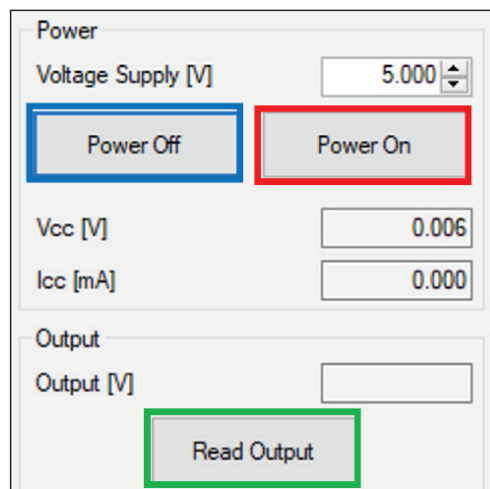 Power
Voltage Supply [V] 5.000
Power Off Power On
Vcc [V] 0.006
Icc [mA] 0.000
Output
Output [V]
Read Output